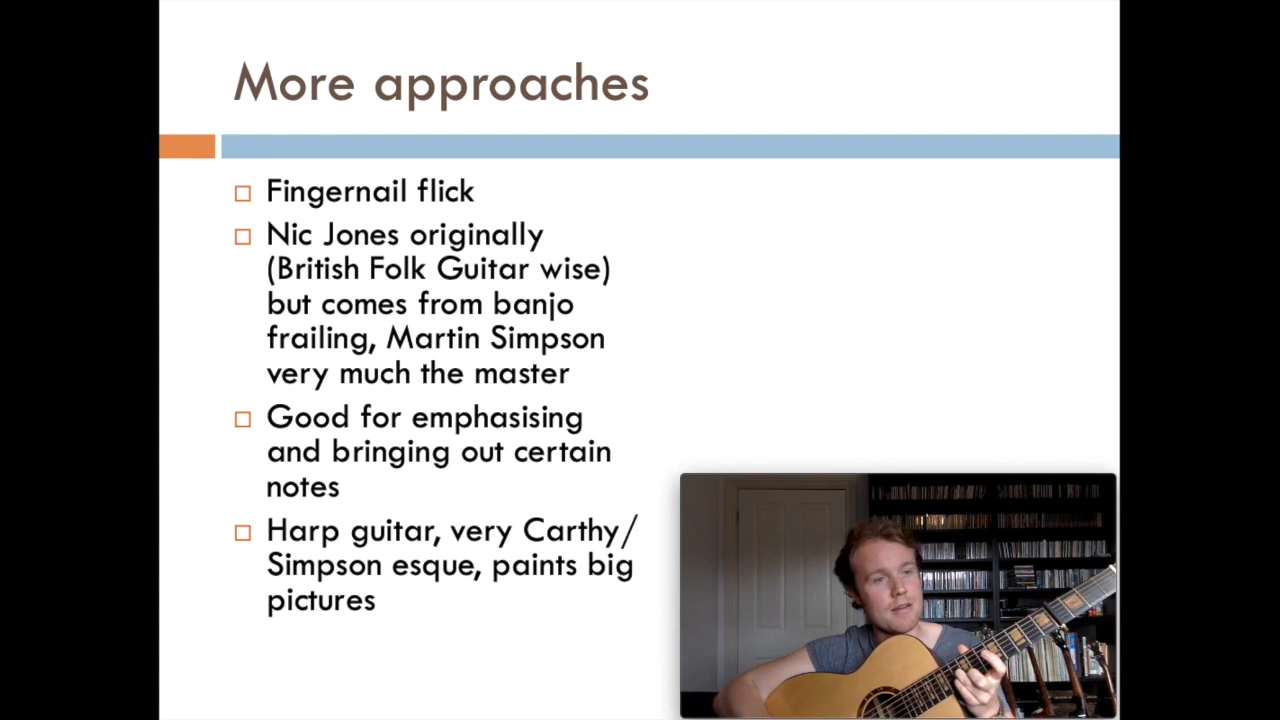 More approaches
Fingernail flick
Nic Jones originally
(British Folk Guitar wise)
but comes from banjo
frailing, Martin Simpson
very much the master
Good for emphasising
and bringing out certain
notes
Harp guitar, very Carthy/
Simpson esque, paints big
pictures